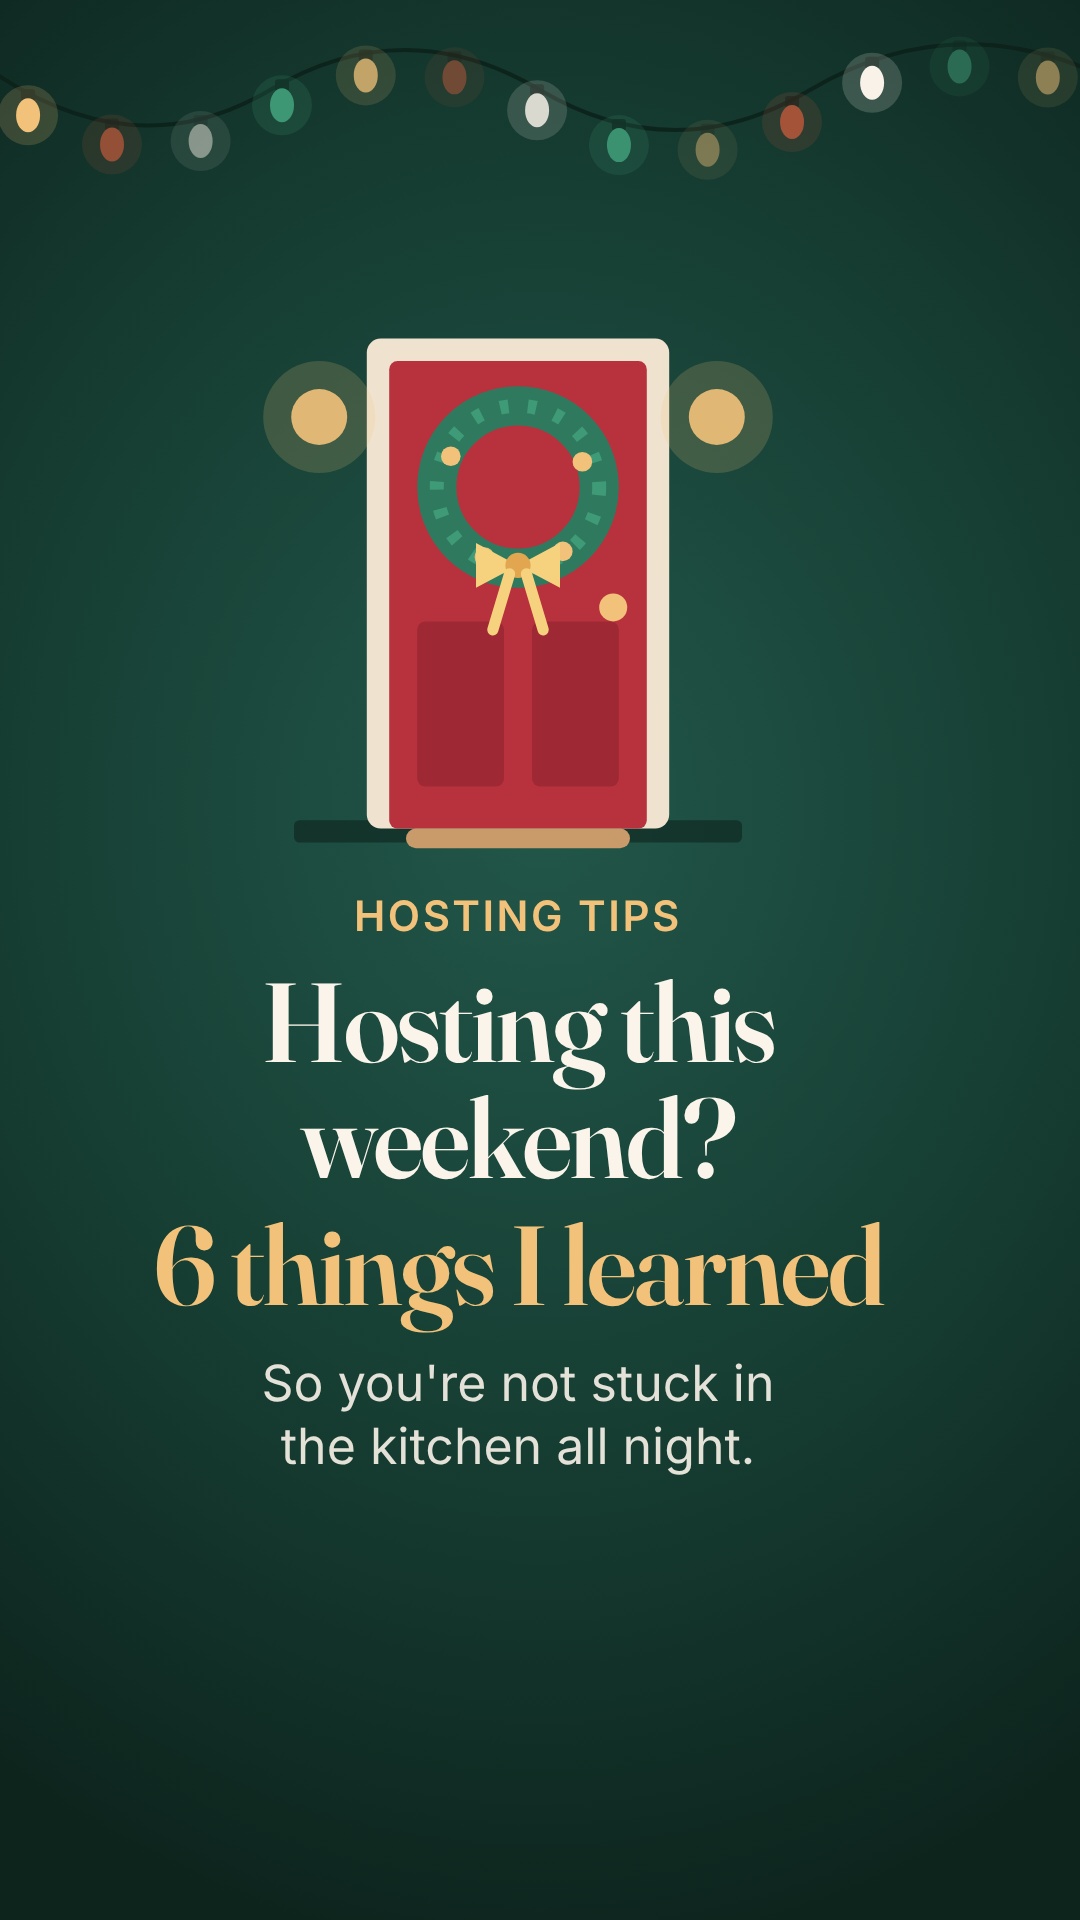 HOSTING TIPS
Hosting this
weekend?
6 things I learned
So you're not stuck in
the kitchen all night.